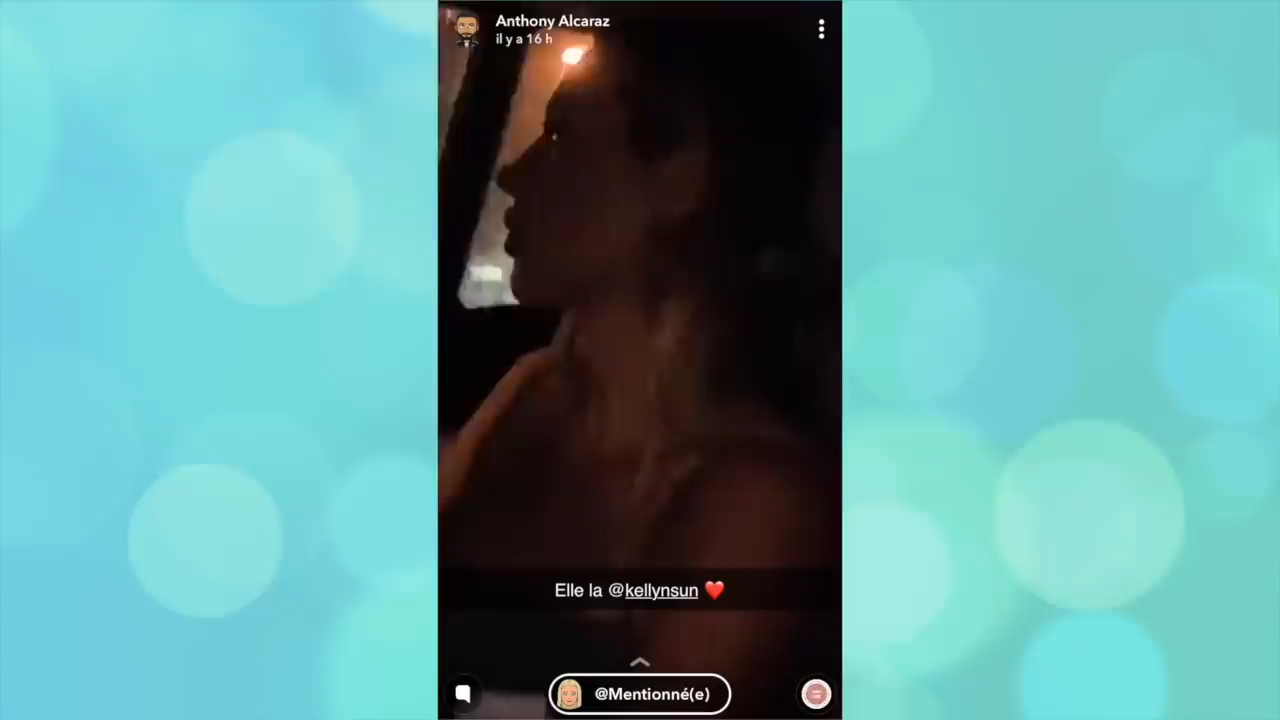 Anthony Alcaraz
il y a 16 h
Elle la @kellynsun ❤️
@Mentionné(e)